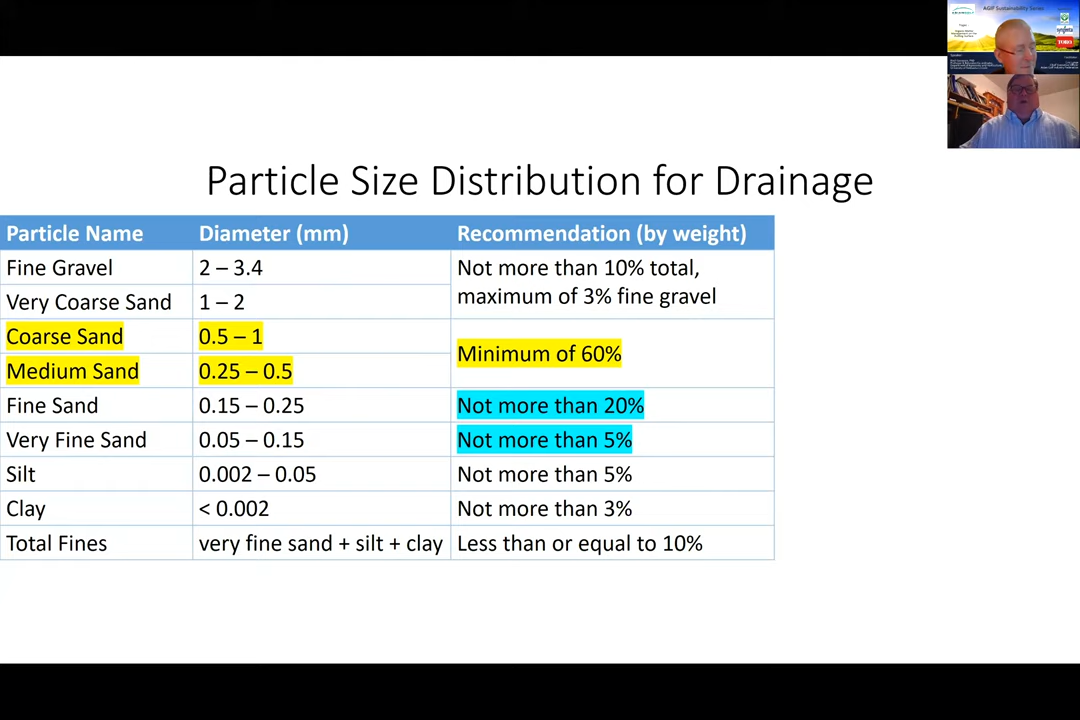 AGIF Sustainability Series
syngenta
TORO
Particle Size Distribution for Drainage
Particle Name Diameter (mm) Recommendation (by weight)
Fine Gravel 2 – 3.4 Not more than 10% total,
maximum of 3% fine gravel
Very Coarse Sand 1 – 2
Coarse Sand 0.5 – 1 Minimum of 60%
Medium Sand 0.25 – 0.5
Fine Sand 0.15 – 0.25 Not more than 20%
Very Fine Sand 0.05 – 0.15 Not more than 5%
Silt 0.002 – 0.05 Not more than 5%
Clay < 0.002 Not more than 3%
Total Fines very fine sand + silt + clay Less than or equal to 10%